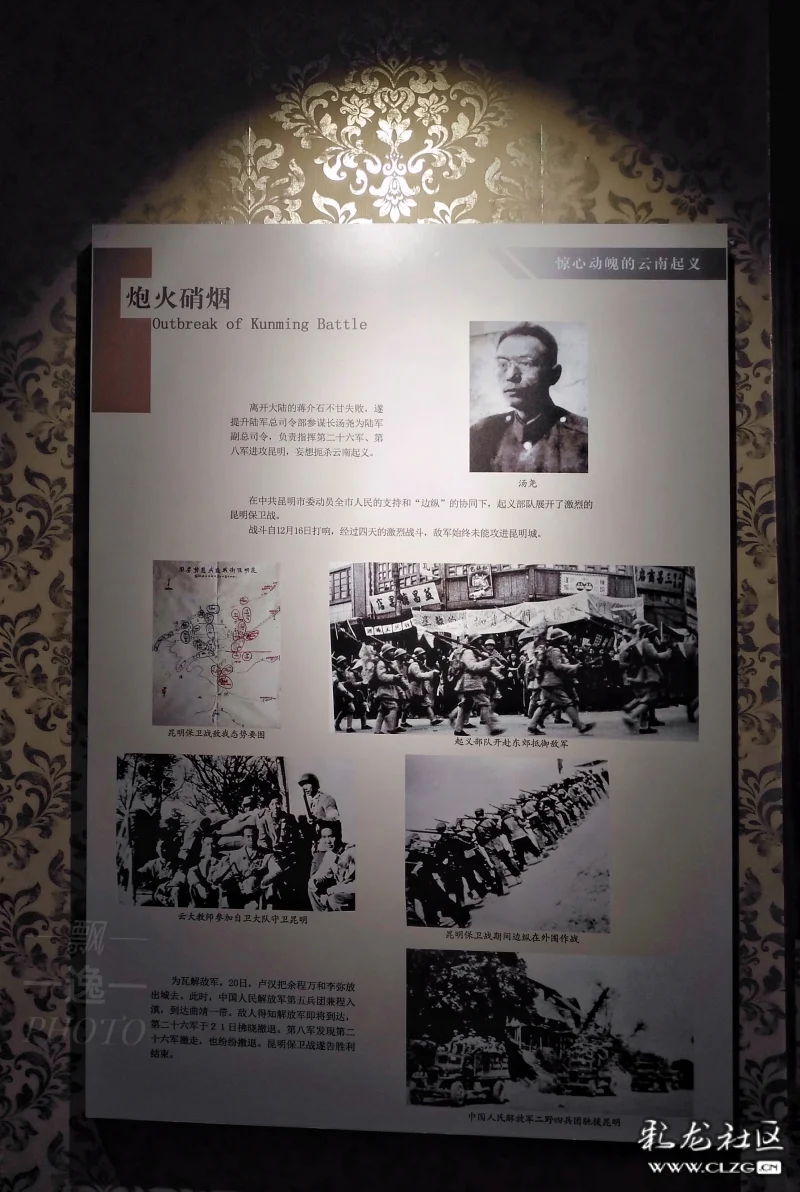 惊心动魄的云南起义
炮火硝烟
Outbreak of Kunming Battle
离开大陆的蒋介石不甘失败，遂
提升陆军总司令部参谋长汤尧为陆军
副总司令，负责指挥第二十六军、第
八军进攻昆明，妄想扼杀云南起义。
汤尧
在中共昆明市委动员全市人民的支持和“边纵”的协同下，起义部队展开了激烈的
昆明保卫战。
战斗自12月16日打响，经过四天的激烈战斗，敌军始终未能攻进昆明城。
昆明保卫战敌我态势要图
起义部队开赴东郊抵御敌军
云大教师参加自卫大队守卫昆明
昆明保卫战期间边纵在外围作战
为瓦解敌军，20日，卢汉把余程万和李弥放
出城去。此时，中国人民解放军第五兵团兼程入
滇，到达曲靖一带。敌人得知解放军即将到达，
第二十六军于21日拂晓撤退。第八军发现第二
十六军撤走，也纷纷撤退。昆明保卫战遂告胜利
结束。
中国人民解放军二野四兵团驰援昆明
飘
逸
PHOTO
彩龙社区
WWW.CLZG.CN